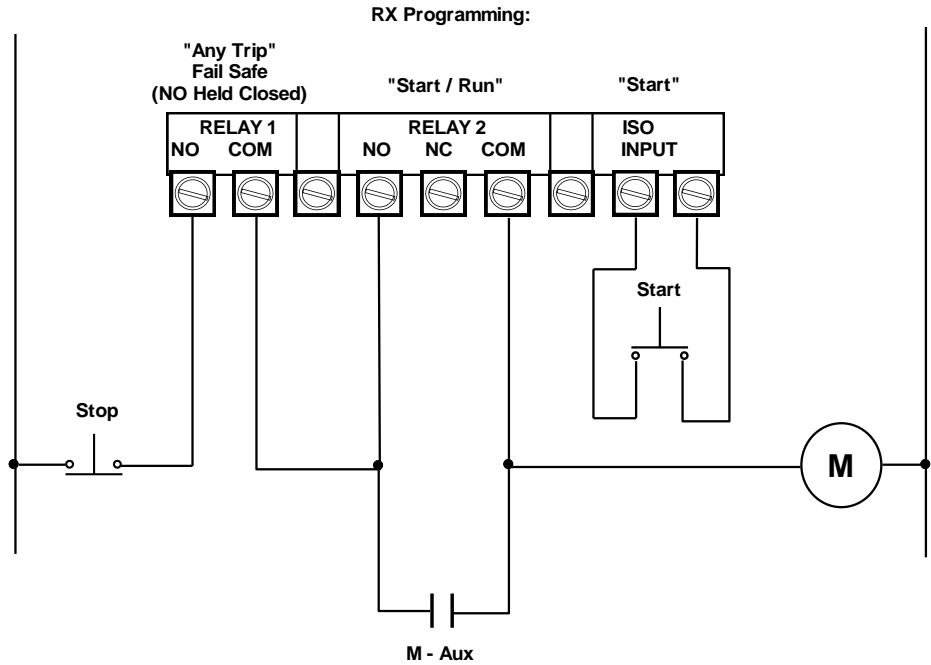 RX Programming:
"Any Trip"
Fail Safe
(NO Held Closed)
"Start / Run"
"Start"
RELAY 1
NO COM
RELAY 2
NO NC COM
ISO
INPUT
Start
Stop
M
M - Aux